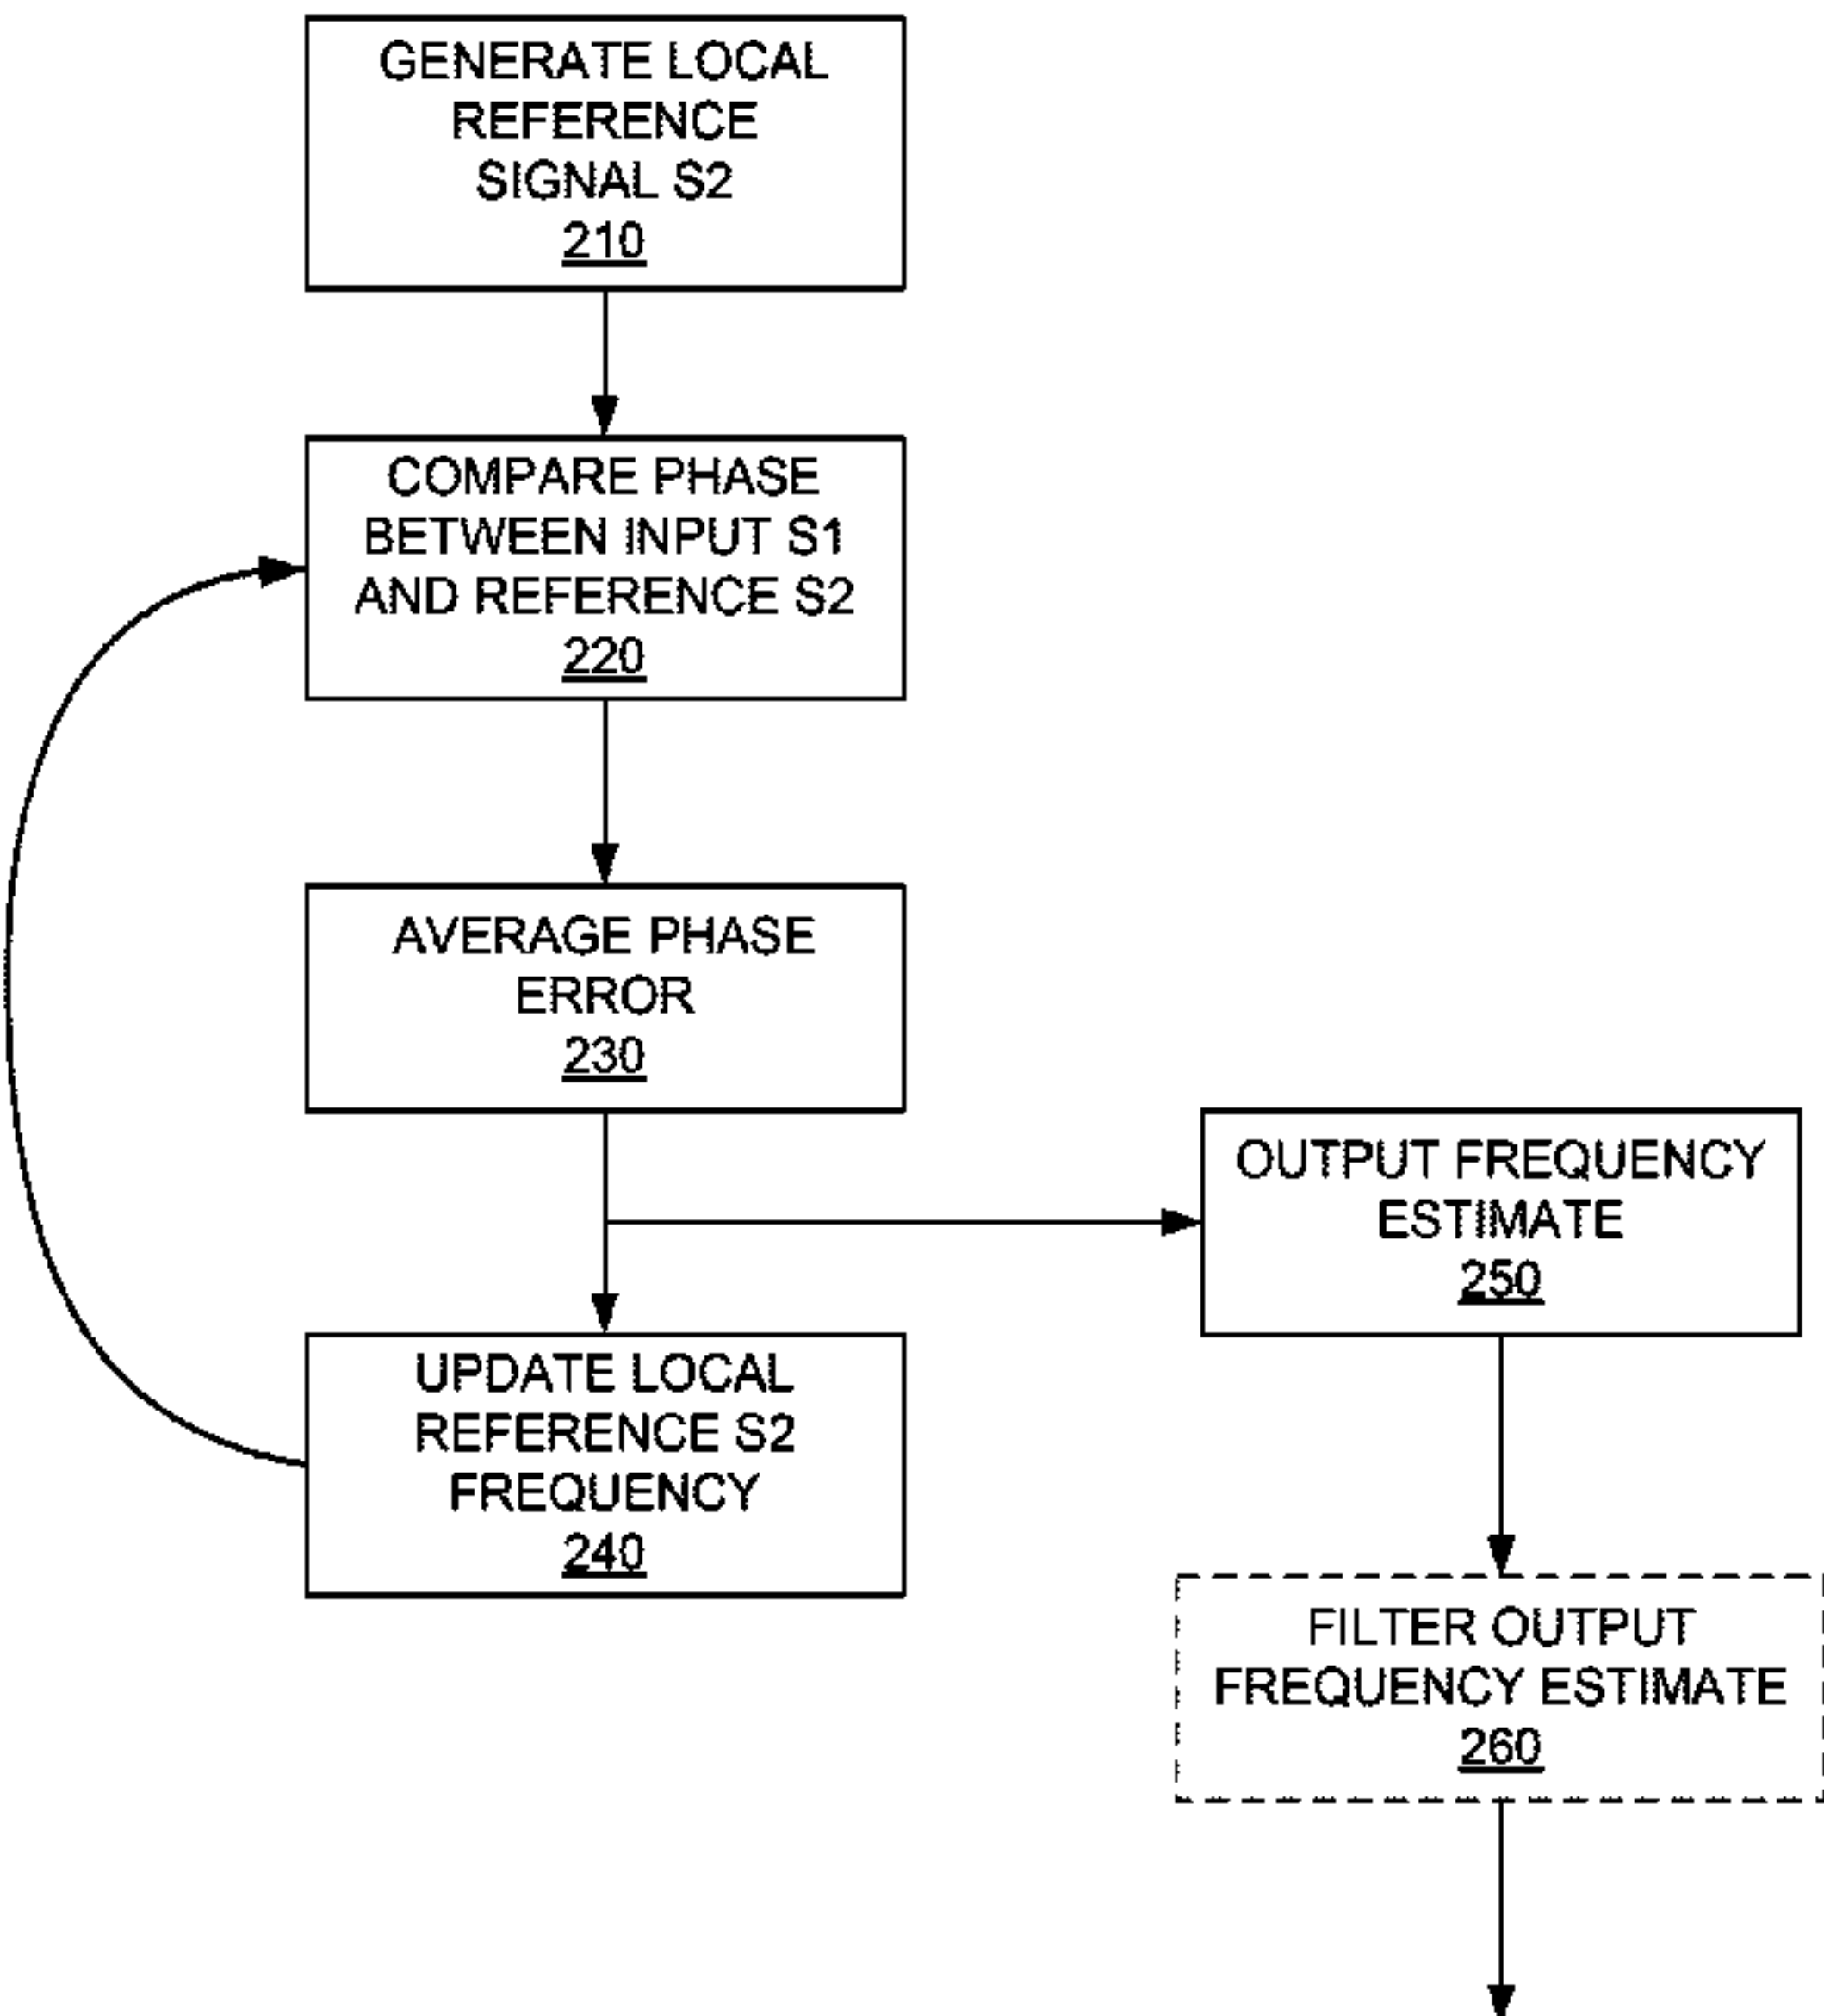 GENERATE LOCAL
REFERENCE
SIGNAL S2
210
COMPARE PHASE
BETWEEN INPUT S1
AND REFERENCE S2
220
AVERAGE PHASE
ERROR
230
OUTPUT FREQUENCY
ESTIMATE
250
UPDATE LOCAL
REFERENCE S2
FREQUENCY
240
FILTER OUTPUT
FREQUENCY ESTIMATE
260